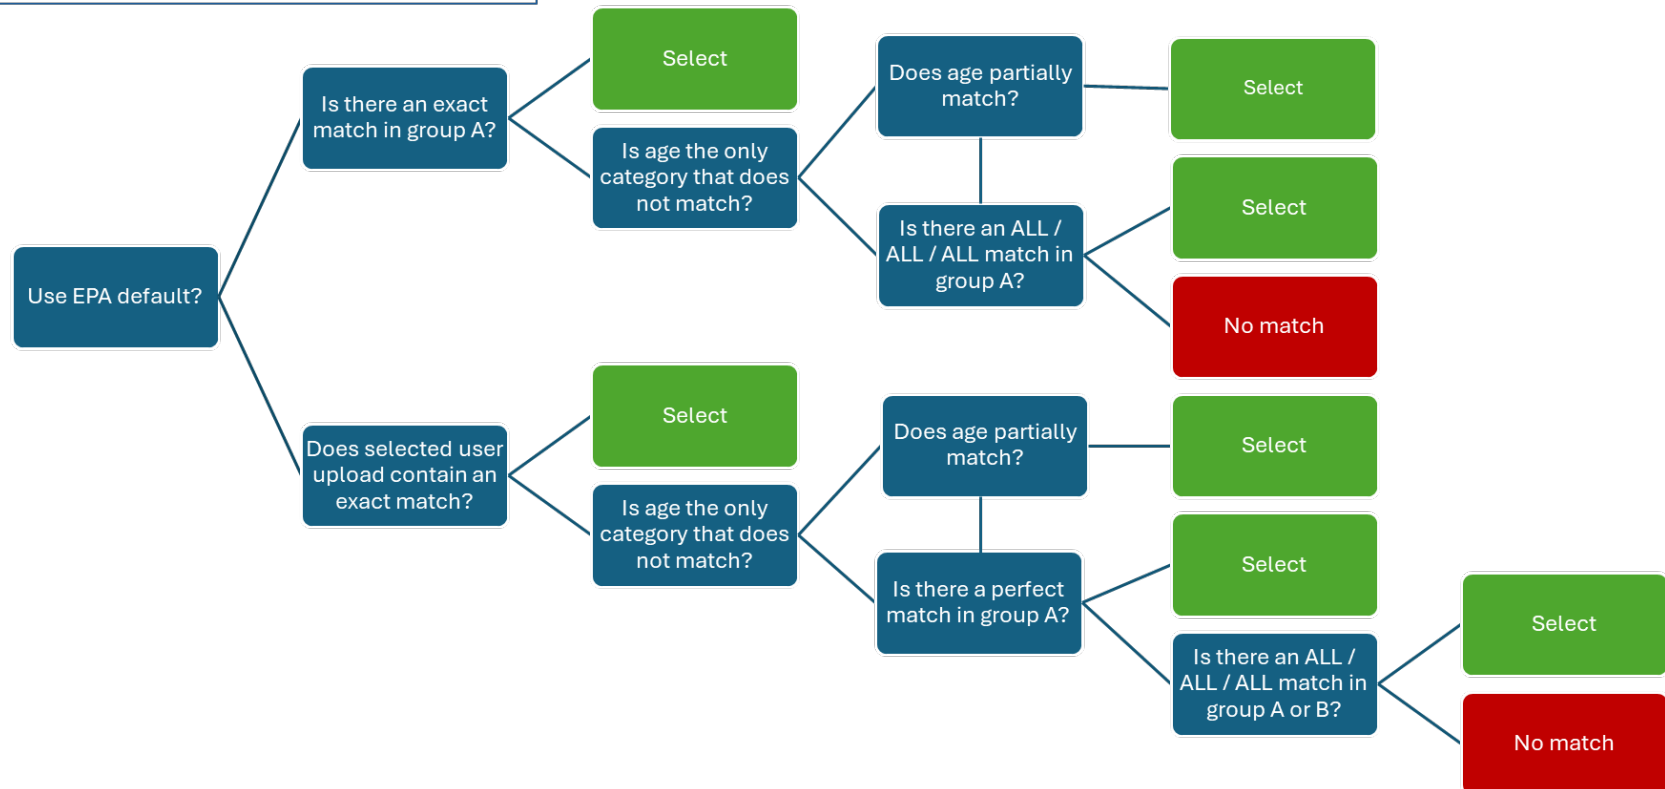 Use EPA default?
Is there an exact
match in group A?
Select
Is age the only
category that does
not match?
Does age partially
match?
Select
Is there an ALL /
ALL / ALL match in
group A?
Select
No match
Does selected user
upload contain an
exact match?
Select
Is age the only
category that does
not match?
Does age partially
match?
Select
Is there a perfect
match in group A?
Select
Is there an ALL /
ALL / ALL match in
group A or B?
Select
No match